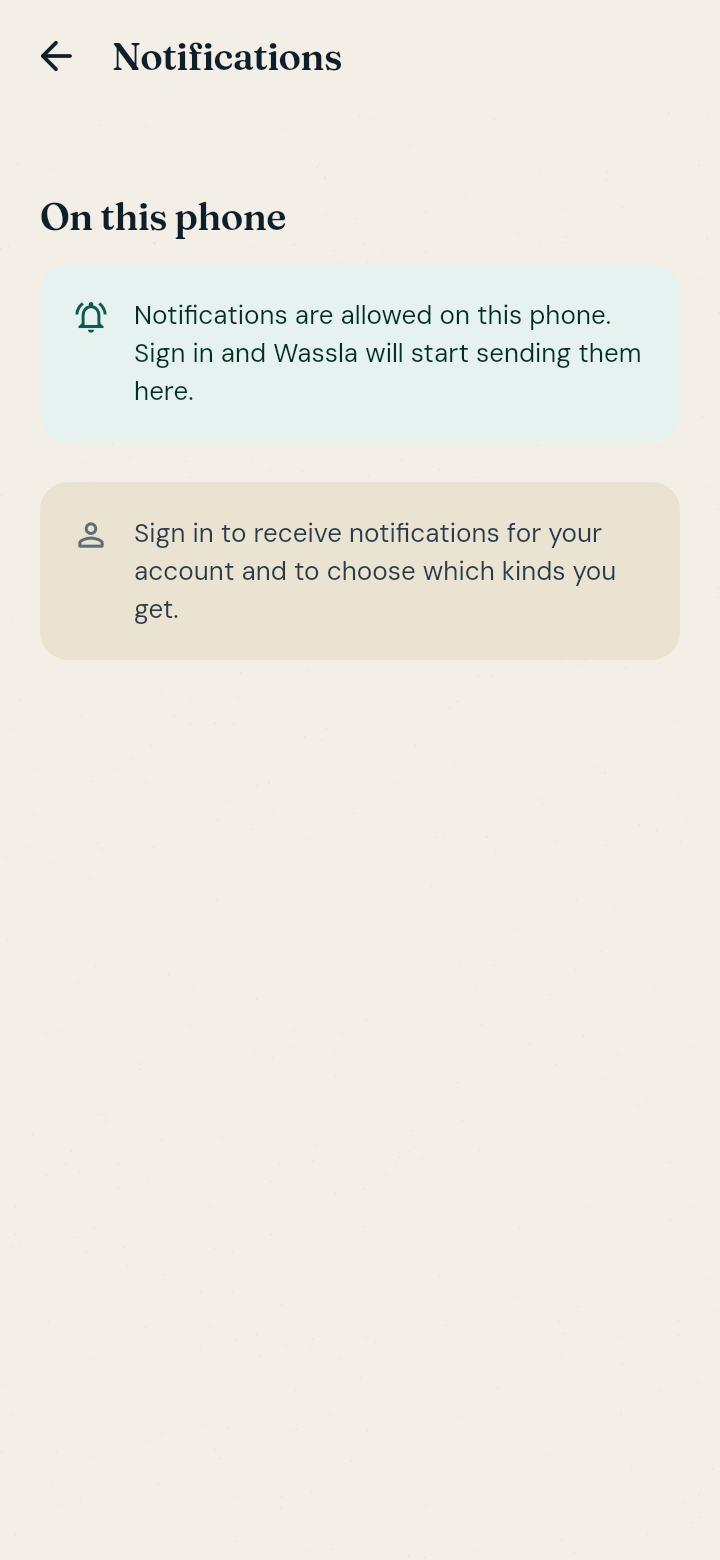 Notifications
On this phone
Notifications are allowed on this phone.
Sign in and Wassla will start sending them
here.
Sign in to receive notifications for your
account and to choose which kinds you
get.